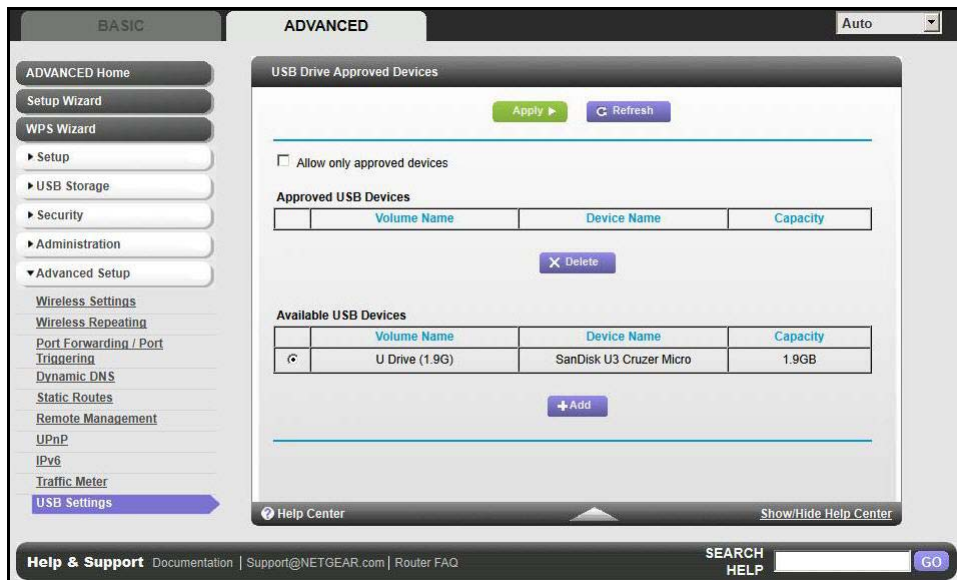 BASIC
ADVANCED
Auto
ADVANCED Home
Setup Wizard
WPS Wizard
Setup
USB Storage
Security
Administration
Advanced Setup
Wireless Settings
Wireless Repeating
Port Forwarding / Port
Triggering
Dynamic DNS
Static Routes
Remote Management
UPnP
IPv6
Traffic Meter
USB Settings
USB Drive Approved Devices
Apply
Refresh
Allow only approved devices
Approved USB Devices
Volume Name Device Name Capacity
Delete
Available USB Devices
Volume Name Device Name Capacity
U Drive (1.9G) SanDisk U3 Cruzer Micro 1.9GB
Add
Help Center
Show/Hide Help Center
Help & Support Documentation | Support@NETGEAR.com | Router FAQ
SEARCH
HELP
GO